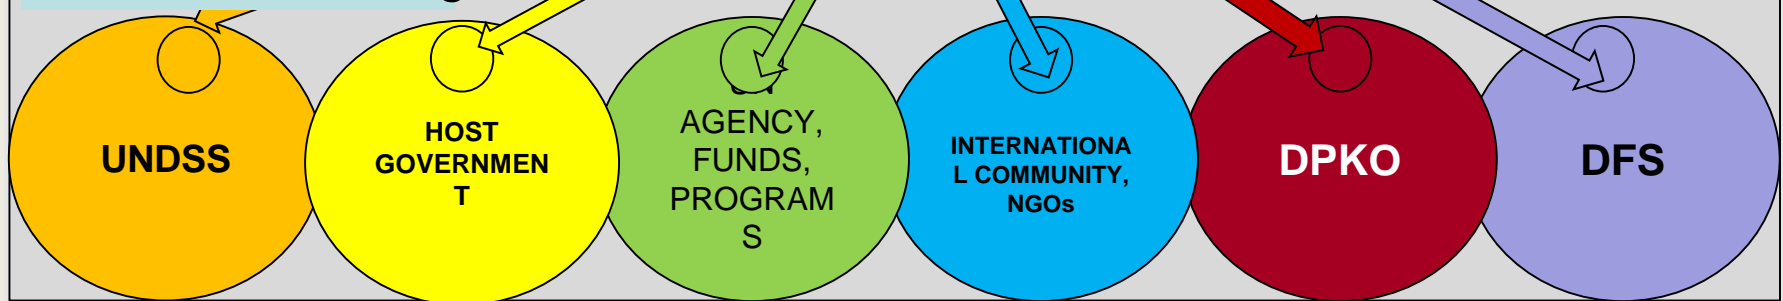 UNDSS
HOST
GOVERNMEN
T
AGENCY,
FUNDS,
PROGRAM
S
INTERNATIONA
L COMMUNITY,
NGOs
DPKO
DFS